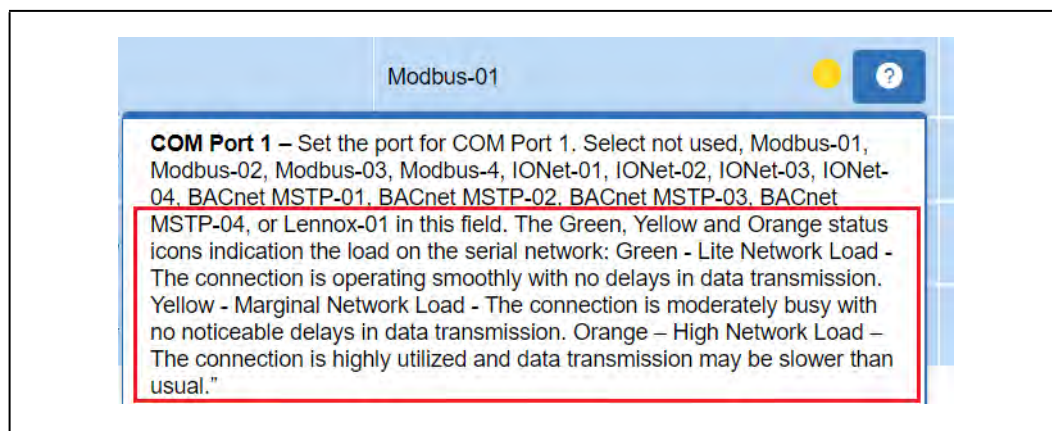 Modbus-01
?
COM Port 1 – Set the port for COM Port 1. Select not used, Modbus-01,
Modbus-02, Modbus-03, Modbus-4, IONet-01, IONet-02, IONet-03, IONet-
04, BACnet MSTP-01, BACnet MSTP-02, BACnet MSTP-03, BACnet
MSTP-04, or Lennox-01 in this field. The Green, Yellow and Orange status
icons indication the load on the serial network: Green - Lite Network Load -
The connection is operating smoothly with no delays in data transmission.
Yellow - Marginal Network Load - The connection is moderately busy with
no noticeable delays in data transmission. Orange – High Network Load –
The connection is highly utilized and data transmission may be slower than
usual.”